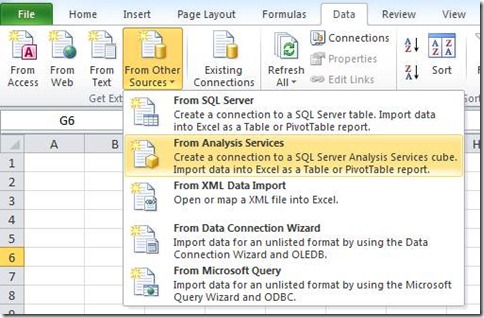 File Home Insert Page Layout Formulas Data Review View
From Access From Web From Text From Other Sources Existing Connections Refresh All Connections Properties Edit Links Sort
Get Ext
G6
A B H
From SQL Server
Create a connection to a SQL Server table. Import data
into Excel as a Table or PivotTable report.
From Analysis Services
Create a connection to a SQL Server Analysis Services cube.
Import data into Excel as a Table or PivotTable report.
From XML Data Import
Open or map a XML file into Excel.
From Data Connection Wizard
Import data for an unlisted format by using the Data
Connection Wizard and OLEDB.
From Microsoft Query
Import data for an unlisted format by using the Microsoft
Query Wizard and ODBC.
1
2
3
4
5
6
7
8